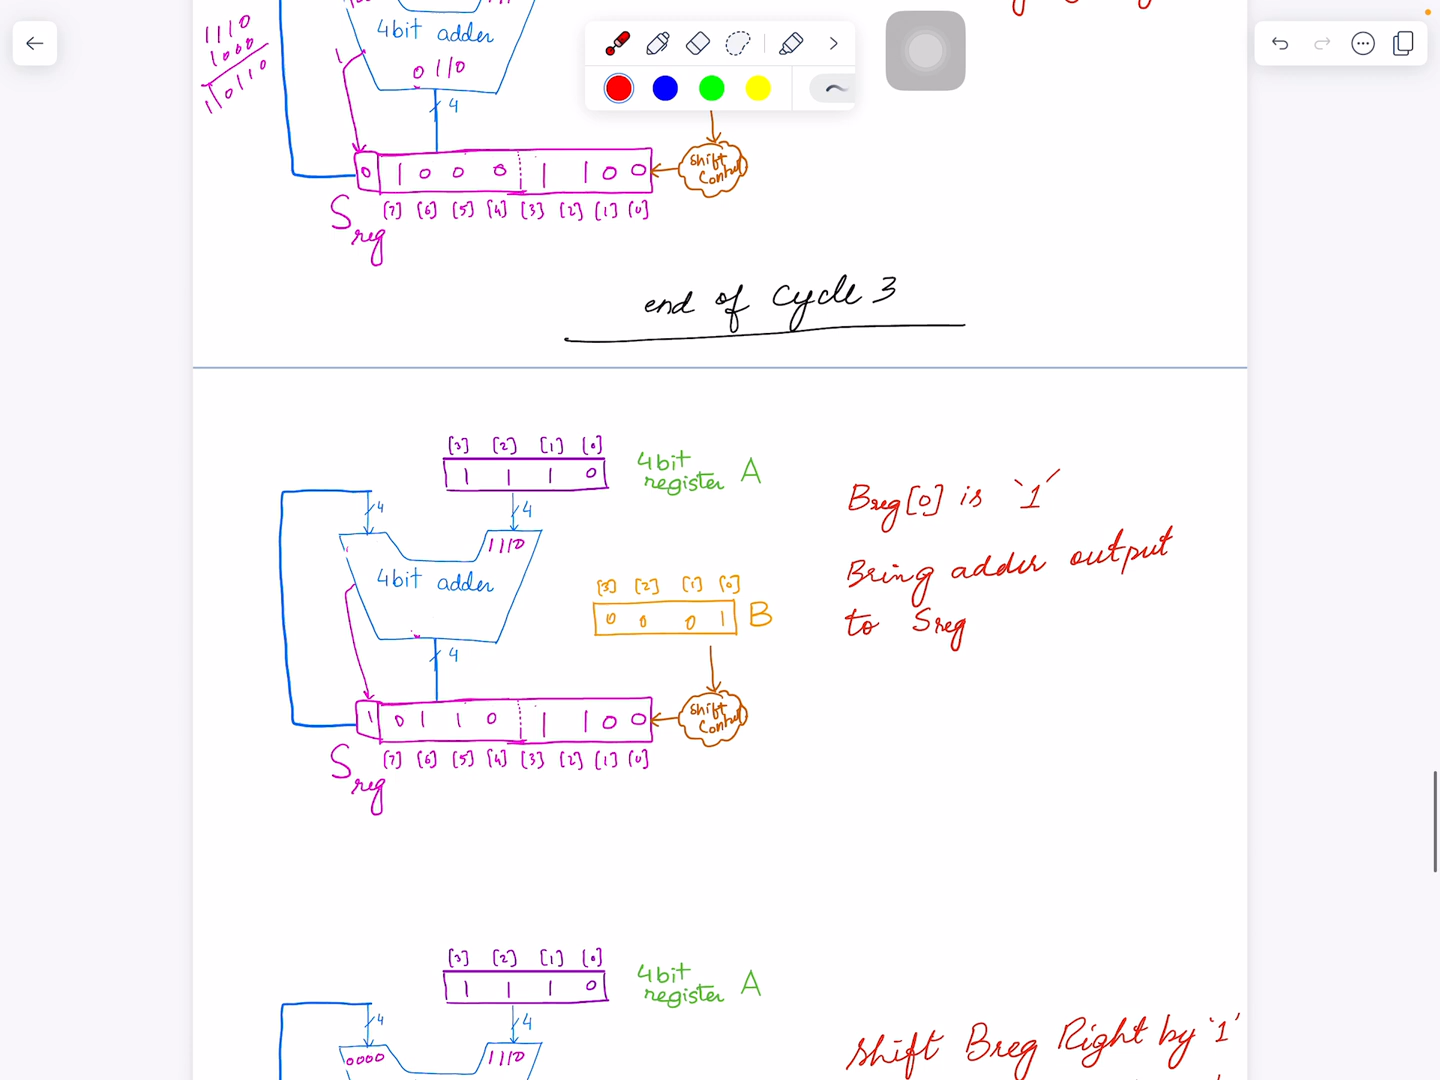 1110
1000
10110
4bit adder
1
0110
4
0 1 0 0 0 1 1 0 0
Shift Control
Sreg
[7] [6] [5] [4] [3] [2] [1] [0]
end of Cycle 3
[3] [2] [1] [0]
1 1 1 0
4bit register A
4
4
1110
4bit adder
Breg[0] is '1'
Bring adder output
to Sreg
[3] [2] [1] [0]
0 0 0 1 B
4
1 0 1 1 0 1 1 0 0
Shift Control
Sreg
[7] [6] [5] [4] [3] [2] [1] [0]
[3] [2] [1] [0]
1 1 1 0
4bit register A
4
4
0000
1110
Shift Breg Right by '1'